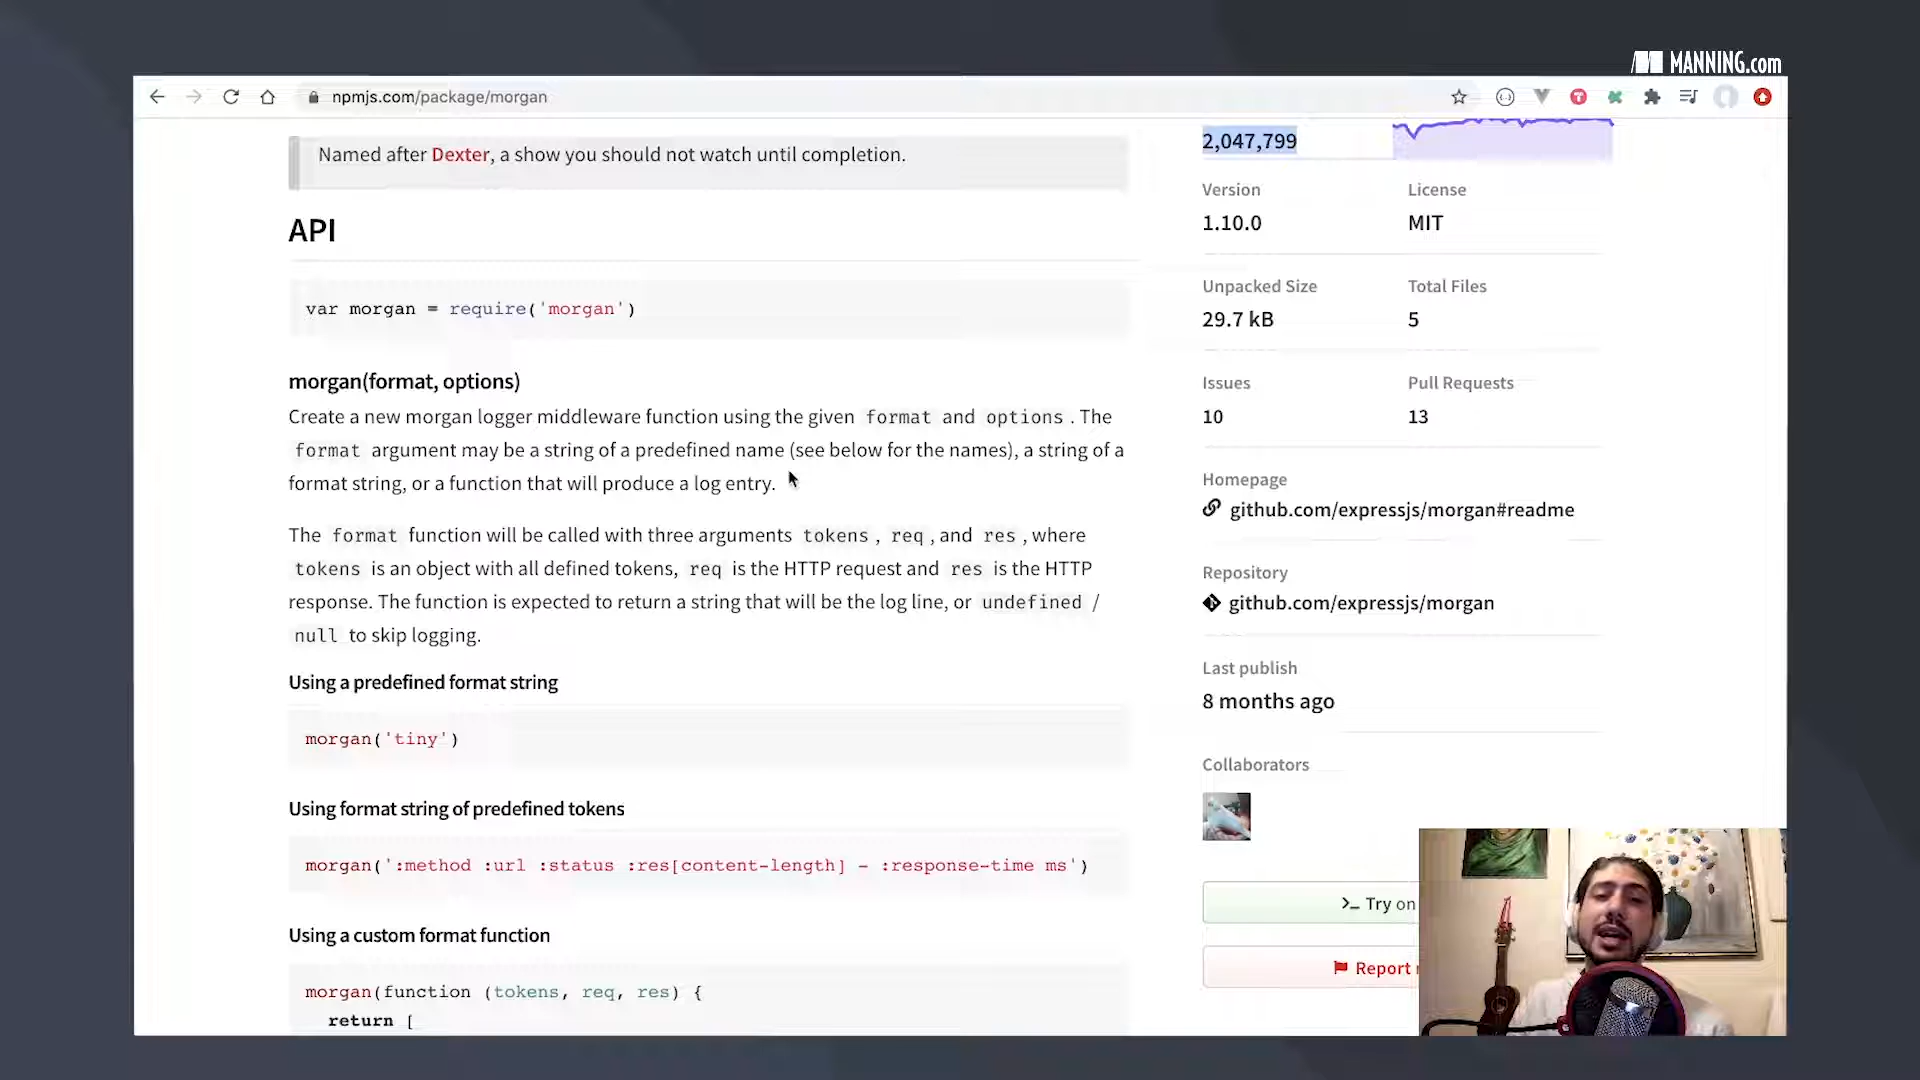 MANNING.com
npmjs.com/package/morgan
Named after Dexter, a show you should not watch until completion.
API
var morgan = require('morgan')
morgan(format, options)
Create a new morgan logger middleware function using the given format and options . The
format argument may be a string of a predefined name (see below for the names), a string of a
format string, or a function that will produce a log entry.
The format function will be called with three arguments tokens , req , and res , where
tokens is an object with all defined tokens, req is the HTTP request and res is the HTTP
response. The function is expected to return a string that will be the log line, or undefined /
null to skip logging.
Using a predefined format string
morgan('tiny')
Using format string of predefined tokens
morgan(':method :url :status :res[content-length] - :response-time ms')
Using a custom format function
morgan(function (tokens, req, res) {
return [
2,047,799
Version License
1.10.0 MIT
Unpacked Size Total Files
29.7 kB 5
Issues Pull Requests
10 13
Homepage
github.com/expressjs/morgan#readme
Repository
github.com/expressjs/morgan
Last publish
8 months ago
Collaborators
>_ Try on
Report